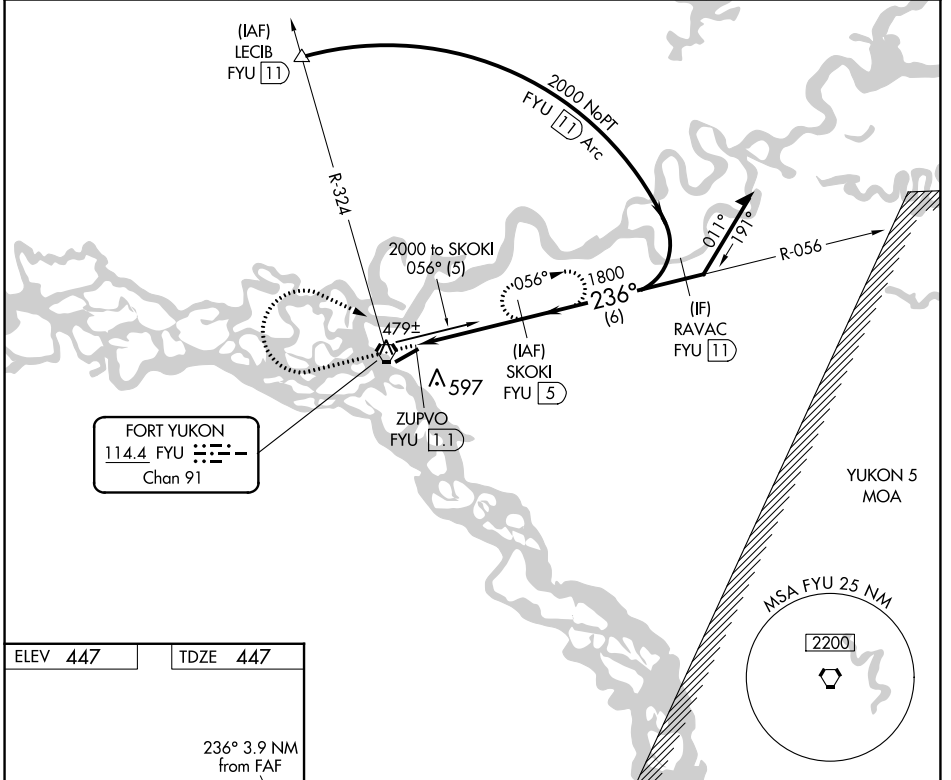 (IAF)
LECIB
FYU 11
2000 NoPT
FYU 11 Arc
R-324
011°
191°
R-056
2000 to SKOKI
056° (5)
056°
1800
236°
(6)
(IF)
RAVAC
FYU 11
479±
(IAF)
SKOKI
FYU 5
597
ZUPVO
FYU 1.1
FORT YUKON
114.4 FYU
Chan 91
YUKON 5
MOA
MSA FYU 25 NM
2200
ELEV 447
TDZE 447
236° 3.9 NM
from FAF